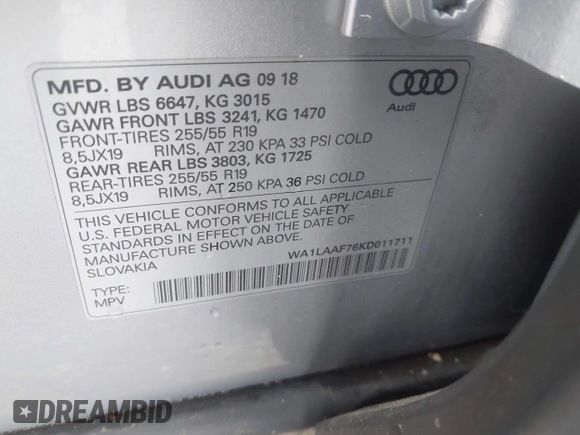 MFD. BY AUDI AG 09 18
GVWR LBS 6647, KG 3015
GAWR FRONT LBS 3241, KG 1470
FRONT-TIRES 255/55 R19
8,5JX19 RIMS, AT 230 KPA 33 PSI COLD
GAWR REAR LBS 3803, KG 1725
REAR-TIRES 255/55 R19
8,5JX19 RIMS, AT 250 KPA 36 PSI COLD
THIS VEHICLE CONFORMS TO ALL APPLICABLE
U.S. FEDERAL MOTOR VEHICLE SAFETY
STANDARDS IN EFFECT ON THE DATE OF
MANUFACTURE SHOWN ABOVE.
SLOVAKIA
WA1LAAF76KD011711
TYPE:
MPV
Audi
DREAMBID